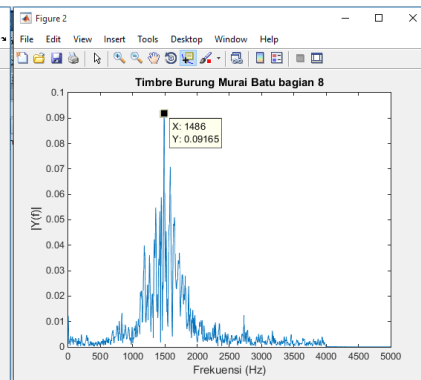 Figure 2
File Edit View Insert Tools Desktop Window Help
Timbre Burung Murai Batu bagian 8
0.1
0.09
0.08
0.07
0.06
0.05
0.04
0.03
0.02
0.01
0
|Y(f)|
X: 1486
Y: 0.09165
0 500 1000 1500 2000 2500 3000 3500 4000 4500 5000
Frekuensi (Hz)